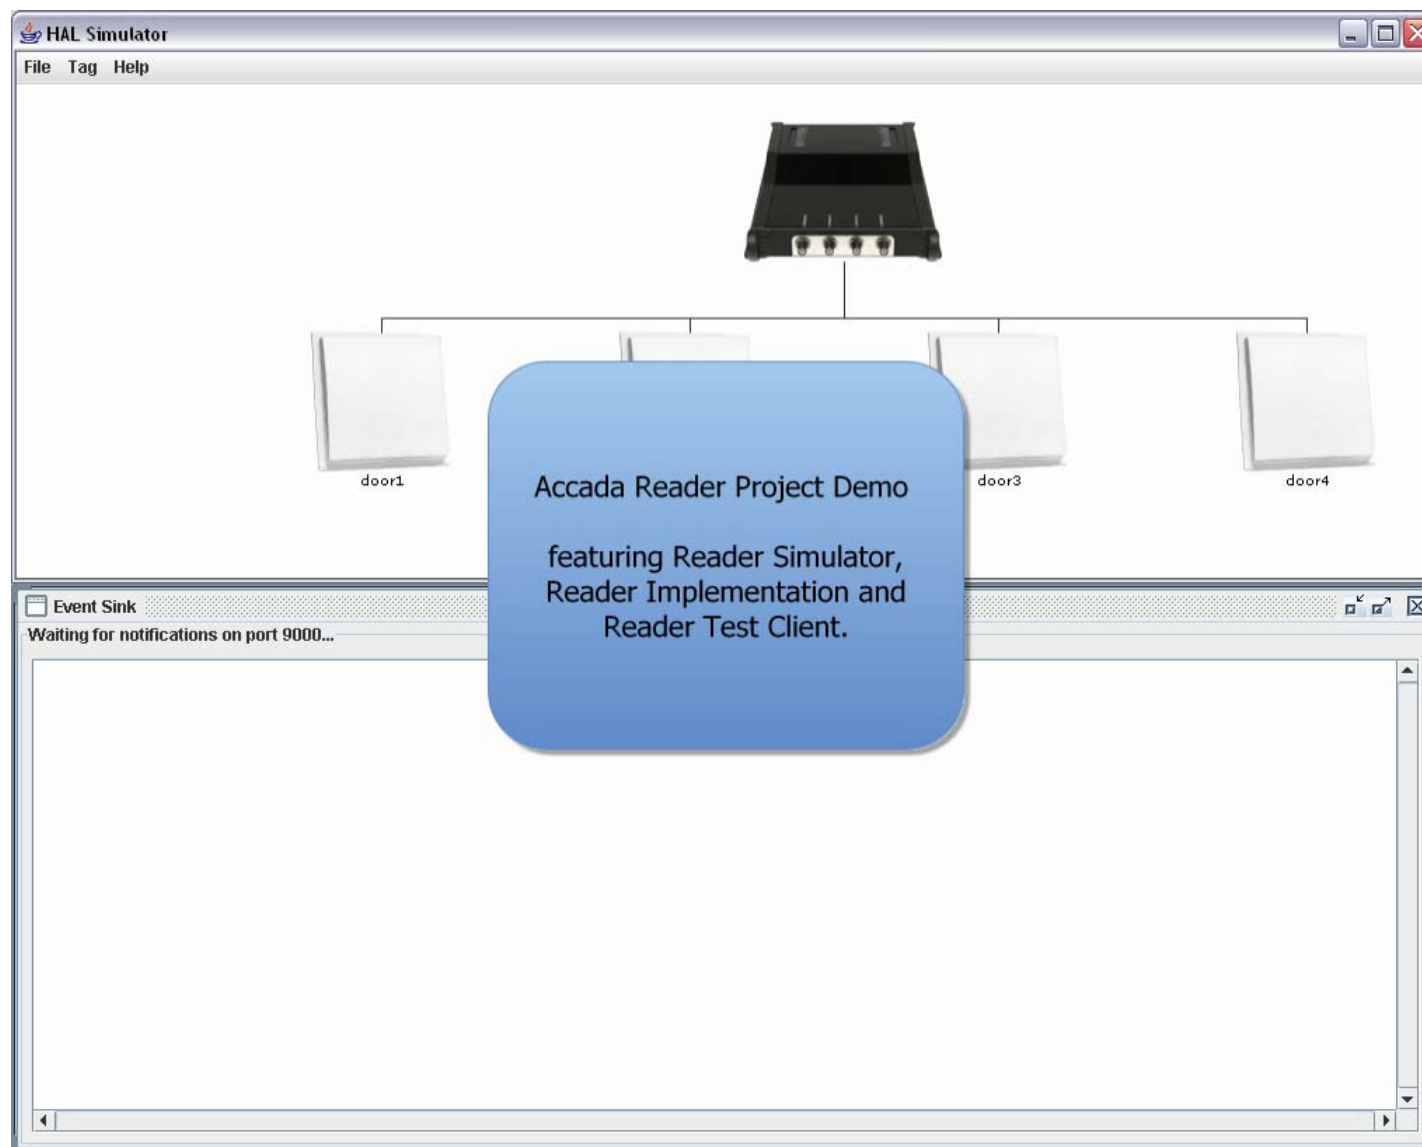 HAL Simulator
File Tag Help
door1
door3
door4
Accada Reader Project Demo
featuring Reader Simulator,
Reader Implementation and
Reader Test Client.
Event Sink
Waiting for notifications on port 9000...